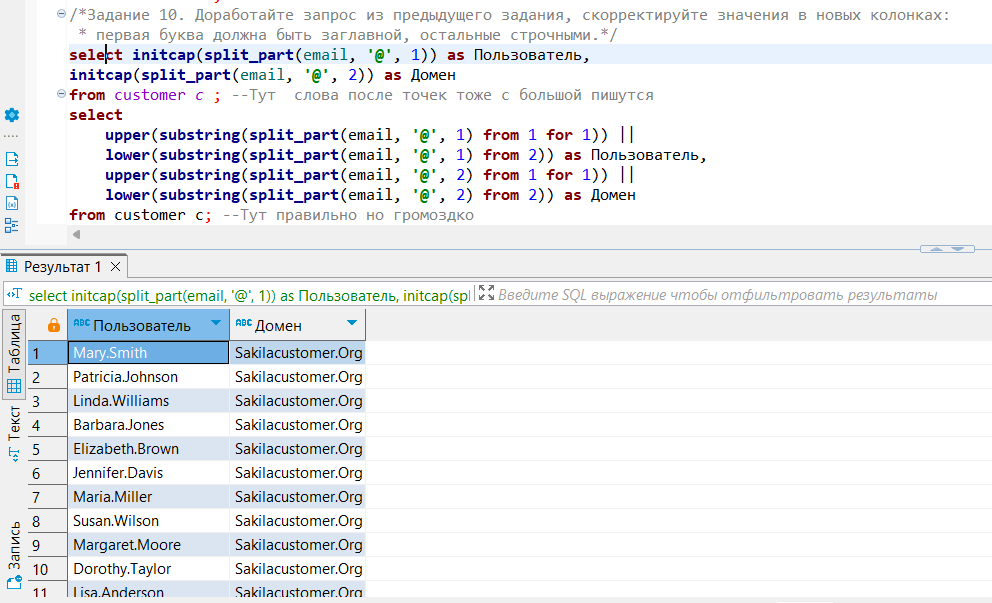 /*Задание 10. Доработайте запрос из предыдущего задания, скорректируйте значения в новых колонках:
* первая буква должна быть заглавной, остальные строчными.*/
select initcap(split_part(email, '@', 1)) as Пользователь,
initcap(split_part(email, '@', 2)) as Домен
from customer c ; --Тут  слова после точек тоже с большой пишутся
select
upper(substring(split_part(email, '@', 1) from 1 for 1)) ||
lower(substring(split_part(email, '@', 1) from 2)) as Пользователь,
upper(substring(split_part(email, '@', 2) from 1 for 1)) ||
lower(substring(split_part(email, '@', 2) from 2)) as Домен
from customer c; --Тут правильно но громоздко
Результат 1
select initcap(split_part(email, '@', 1)) as Пользователь, initcap(spl
Введите SQL выражение чтобы отфильтровать результаты
Таблица
Текст
Запись
ABC Пользователь ABC Домен
1 Mary.Smith Sakilacustomer.Org
2 Patricia.Johnson Sakilacustomer.Org
3 Linda.Williams Sakilacustomer.Org
4 Barbara.Jones Sakilacustomer.Org
5 Elizabeth.Brown Sakilacustomer.Org
6 Jennifer.Davis Sakilacustomer.Org
7 Maria.Miller Sakilacustomer.Org
8 Susan.Wilson Sakilacustomer.Org
9 Margaret.Moore Sakilacustomer.Org
10 Dorothy.Taylor Sakilacustomer.Org
11 Lisa.Anderson Sakilacustomer.Org